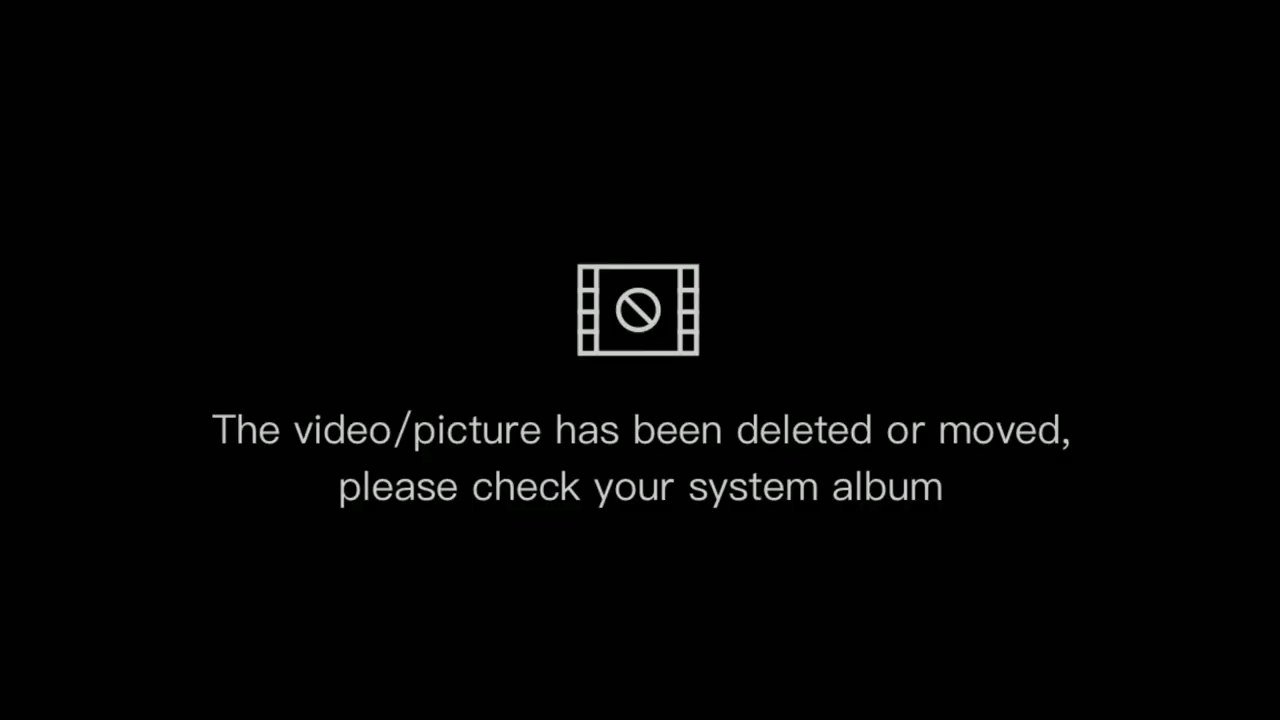 The video/picture has been deleted or moved,
please check your system album